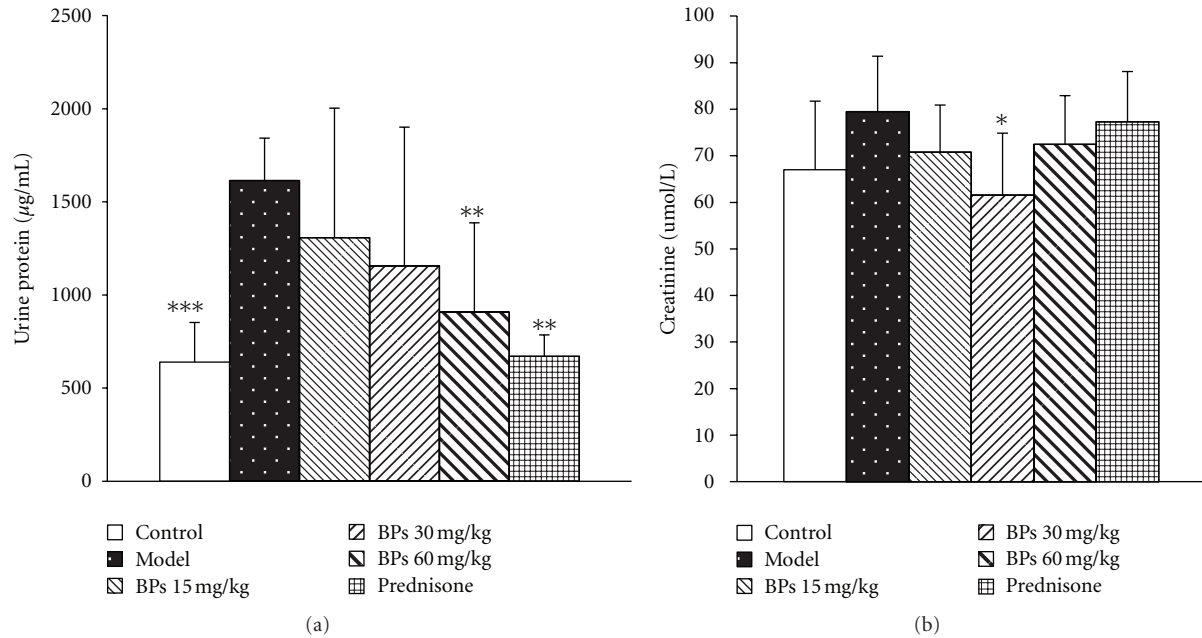 2500
2000
1500
1000
500
0
Urine protein (µg/mL)
***
**
**
Control
Model
BPs 15 mg/kg
BPs 30 mg/kg
BPs 60 mg/kg
Prednisone
(a)
100
90
80
70
60
50
40
30
20
10
0
Creatinine (umol/L)
*
Control
Model
BPs 15 mg/kg
BPs 30 mg/kg
BPs 60 mg/kg
Prednisone
(b)